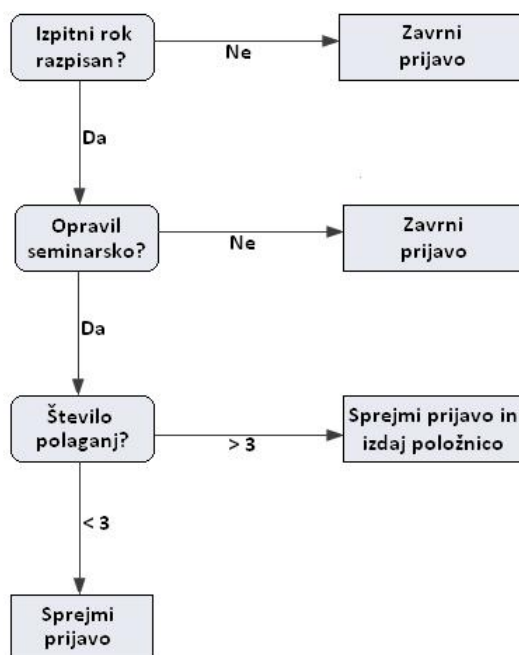 Izpitni rok
razpisan?
Ne
Zavrni
prijavo
Da
Opravil
seminarsko?
Ne
Zavrni
prijavo
Da
Število
polaganj?
> 3
Sprejmi prijavo in
izdaj položnico
< 3
Sprejmi
prijavo